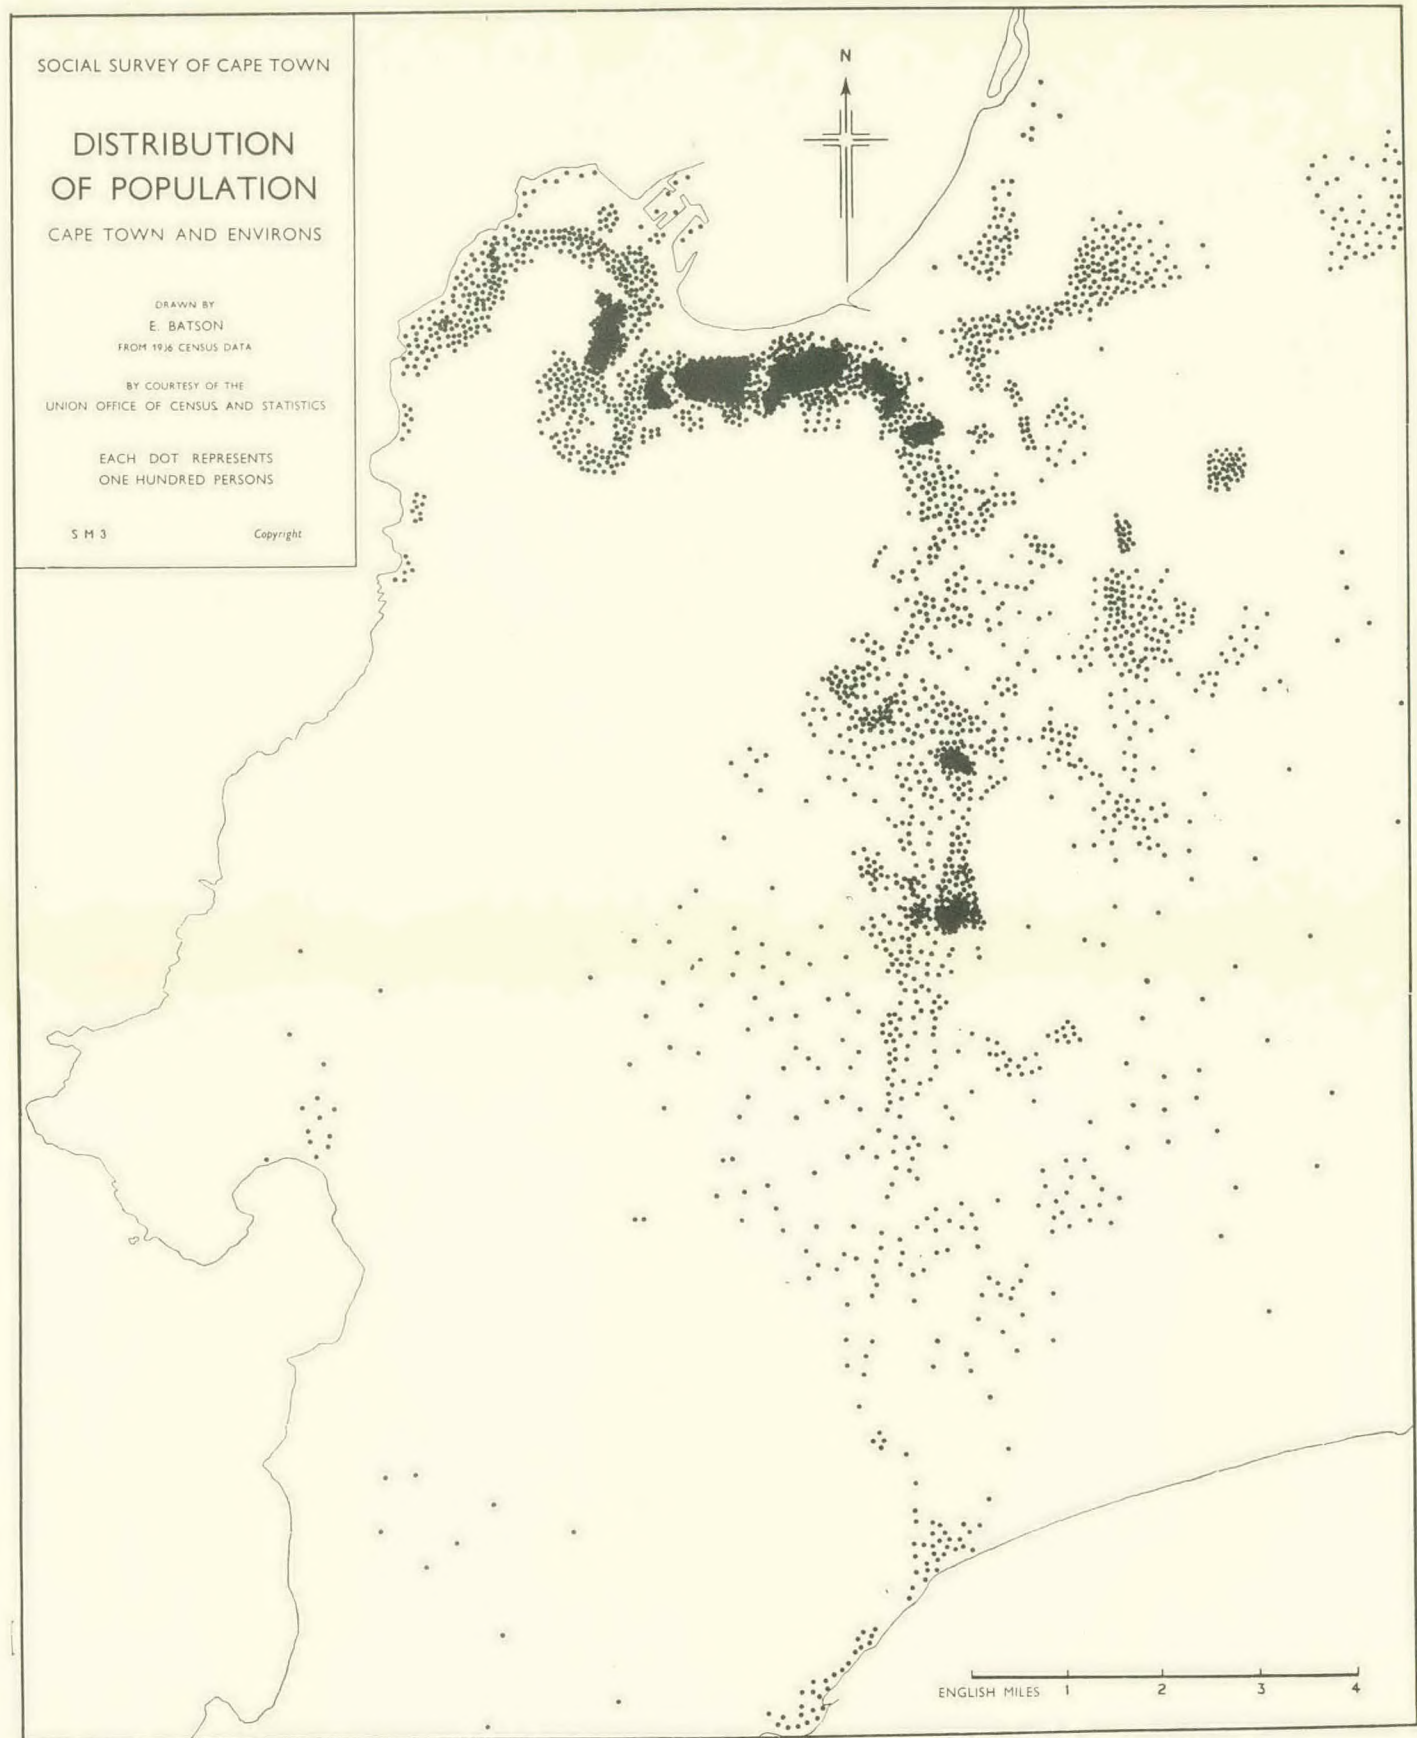 SOCIAL SURVEY OF CAPE TOWN
DISTRIBUTION
OF POPULATION
CAPE TOWN AND ENVIRONS
DRAWN BY
E. BATSON
FROM 1936 CENSUS DATA
BY COURTESY OF THE
UNION OFFICE OF CENSUS AND STATISTICS
EACH DOT REPRESENTS
ONE HUNDRED PERSONS
S M 3 Copyright
N
ENGLISH MILES 1 2 3 4